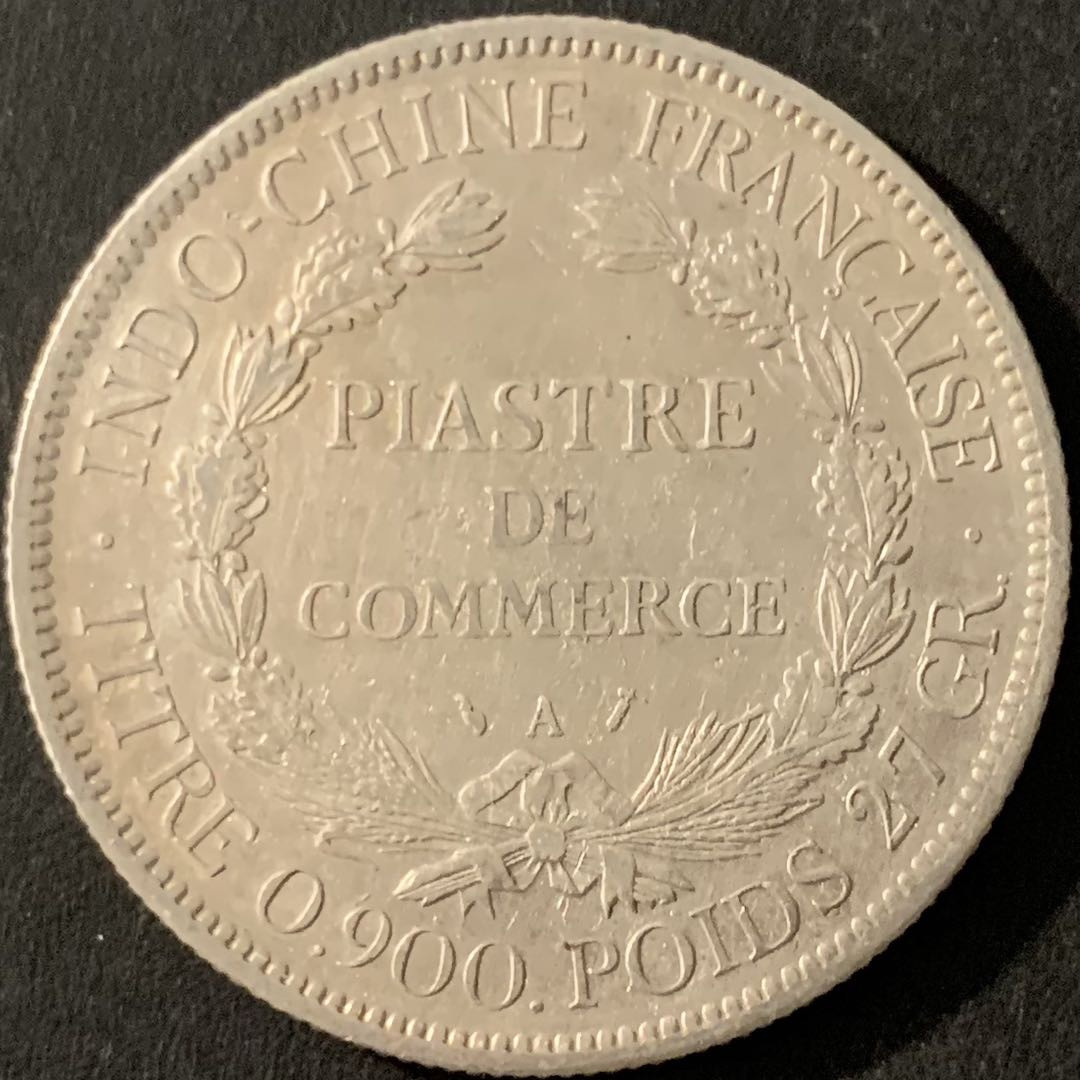 · INDO-CHINE FRANÇAISE ·
PIASTRE
DE
COMMERCE
A
TITRE 0.900. POIDS 27 GR.